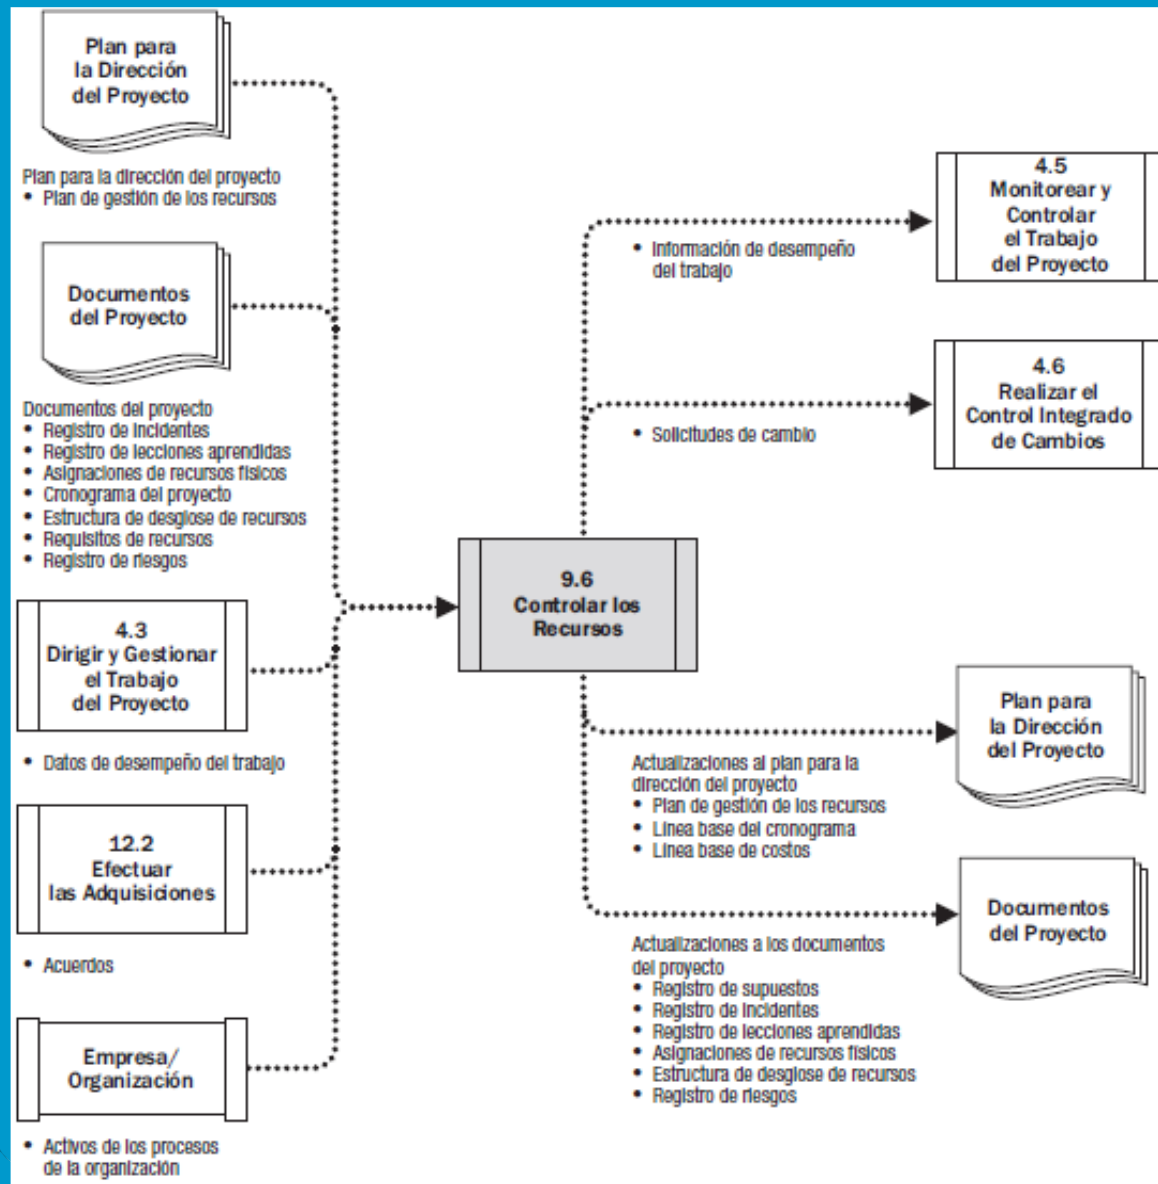 Plan para
la Dirección
del Proyecto
Plan para la dirección del proyecto
• Plan de gestión de los recursos
Documentos
del Proyecto
Documentos del proyecto
• Registro de incidentes
• Registro de lecciones aprendidas
• Asignaciones de recursos físicos
• Cronograma del proyecto
• Estructura de desglose de recursos
• Requisitos de recursos
• Registro de riesgos
4.3
Dirigir y Gestionar
el Trabajo
del Proyecto
• Datos de desempeño del trabajo
12.2
Efectuar
las Adquisiciones
• Acuerdos
Empresa/
Organización
• Activos de los procesos
de la organización
9.6
Controlar los
Recursos
4.5
Monitorear y
Controlar
el Trabajo
del Proyecto
• Información de desempeño
del trabajo
4.6
Realizar el
Control Integrado
de Cambios
• Solicitudes de cambio
Plan para
la Dirección
del Proyecto
Actualizaciones al plan para la
dirección del proyecto
• Plan de gestión de los recursos
• Línea base del cronograma
• Línea base de costos
Documentos
del Proyecto
Actualizaciones a los documentos
del proyecto
• Registro de supuestos
• Registro de incidentes
• Registro de lecciones aprendidas
• Asignaciones de recursos físicos
• Estructura de desglose de recursos
• Registro de riesgos